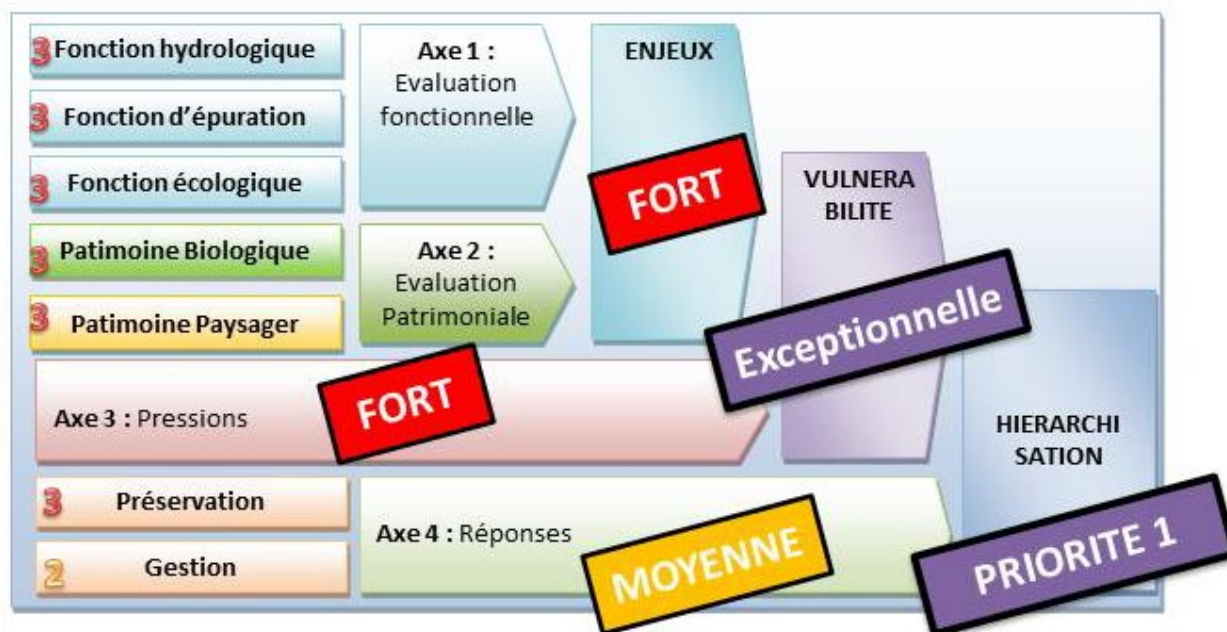 3 Fonction hydrologique
3 Fonction d'épuration
3 Fonction écologique
3 Patimoine Biologique
3 Patimoine Paysager
Axe 1 :
Evaluation
fonctionnelle
Axe 2 :
Evaluation
Patrimoniale
ENJEUX
FORT
VULNERA
BILITE
Exceptionnelle
Axe 3 : Pressions
FORT
HIERARCHI
SATION
3 Préservation
2 Gestion
Axe 4 : Réponses
MOYENNE
PRIORITE 1